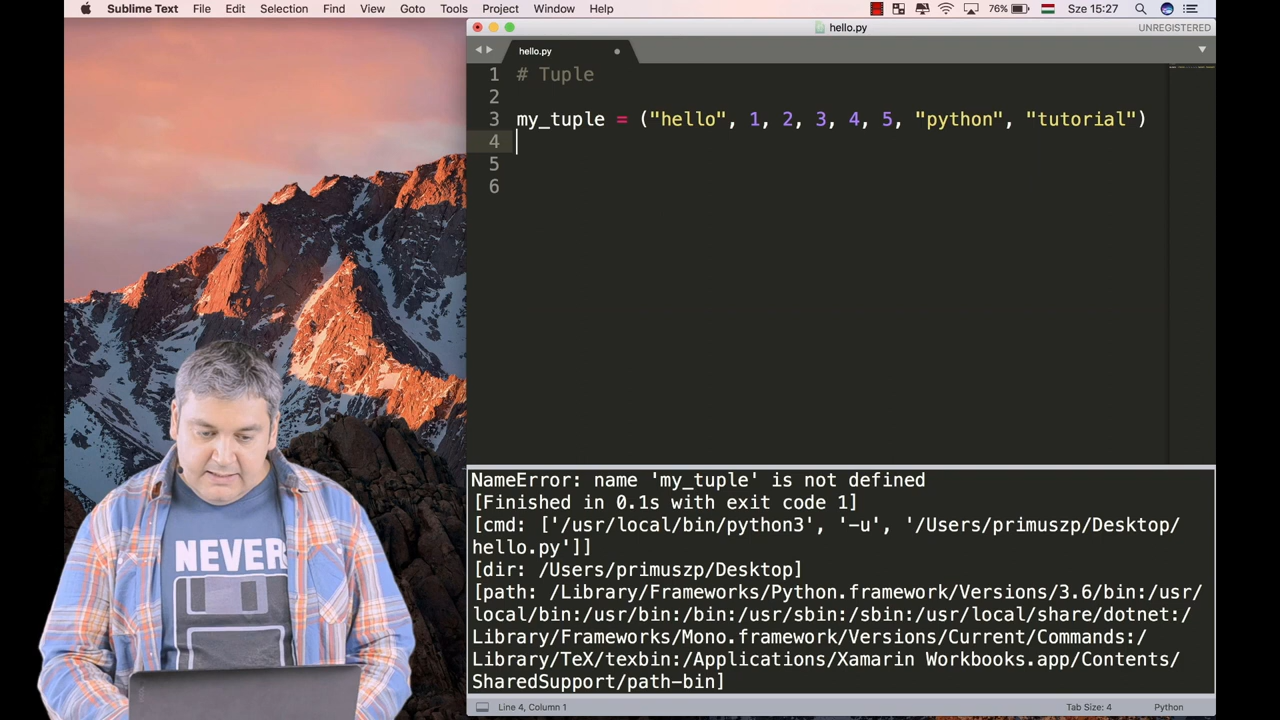 Sublime Text File Edit Selection Find View Goto Tools Project Window Help 76% Sze 15:27
hello.py UNREGISTERED
hello.py
1 # Tuple
2
3 my_tuple = ("hello", 1, 2, 3, 4, 5, "python", "tutorial")
4
5
6
NameError: name 'my_tuple' is not defined
[Finished in 0.1s with exit code 1]
[cmd: ['/usr/local/bin/python3', '-u', '/Users/primuszp/Desktop/
hello.py']]
[dir: /Users/primuszp/Desktop]
[path: /Library/Frameworks/Python.framework/Versions/3.6/bin:/usr/
local/bin:/usr/bin:/bin:/usr/sbin:/sbin:/usr/local/share/dotnet:/
Library/Frameworks/Mono.framework/Versions/Current/Commands:/
Library/TeX/texbin:/Applications/Xamarin Workbooks.app/Contents/
SharedSupport/path-bin]
Line 4, Column 1 Tab Size: 4 Python
NEVER